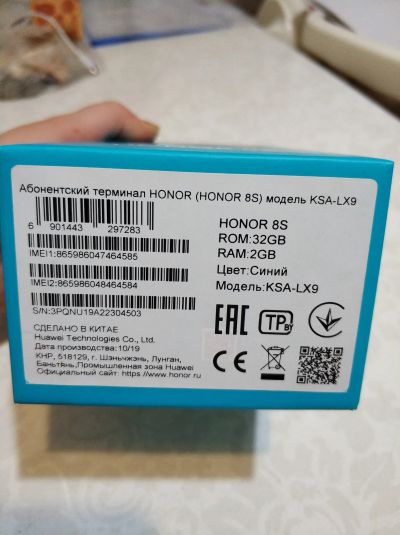 Абонентский терминал HONOR (HONOR 8S) модель KSA-LX9
6 901443 297283
IMEI1:865986047464585
IMEI2:865986048464584
S/N:3PQNU19A22304503
HONOR 8S
ROM:32GB
RAM:2GB
Цвет:Синий
Модель:KSA-LX9
СДЕЛАНО В КИТАЕ
Huawei Technologies Co., Ltd.
Дата производства: 10/19
КНР, 518129, г. Шэньчжэнь, Лунган,
Баньтянь,Промышленная зона Huawei
Официальный сайт https://www.honor.ru
EAC
TP BY
CE